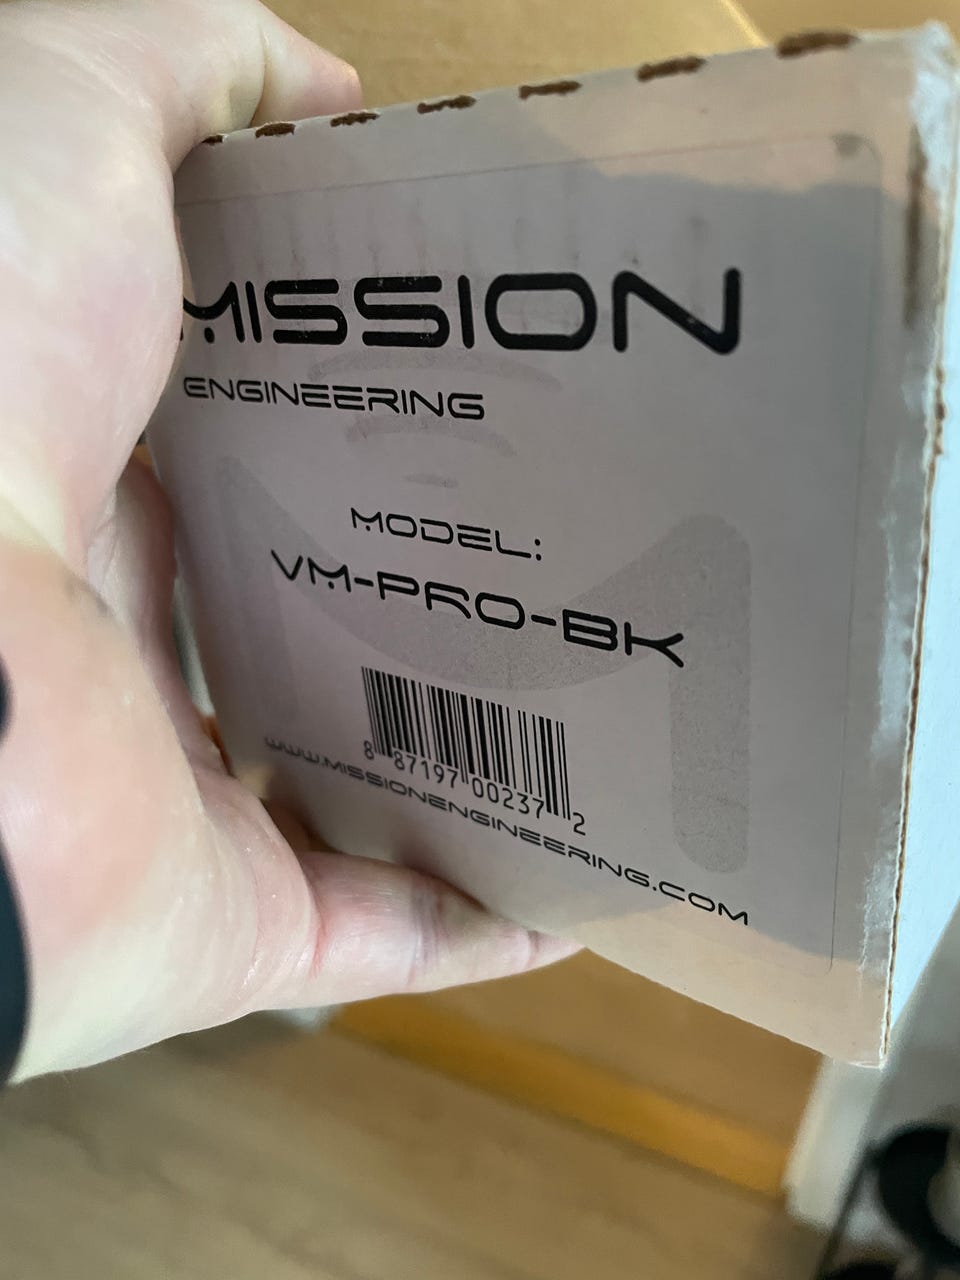 MISSION
ENGINEERING
MODEL:
VM-PRO-BK
8 87197 00237 2
WWW.MISSIONENGINEERING.COM